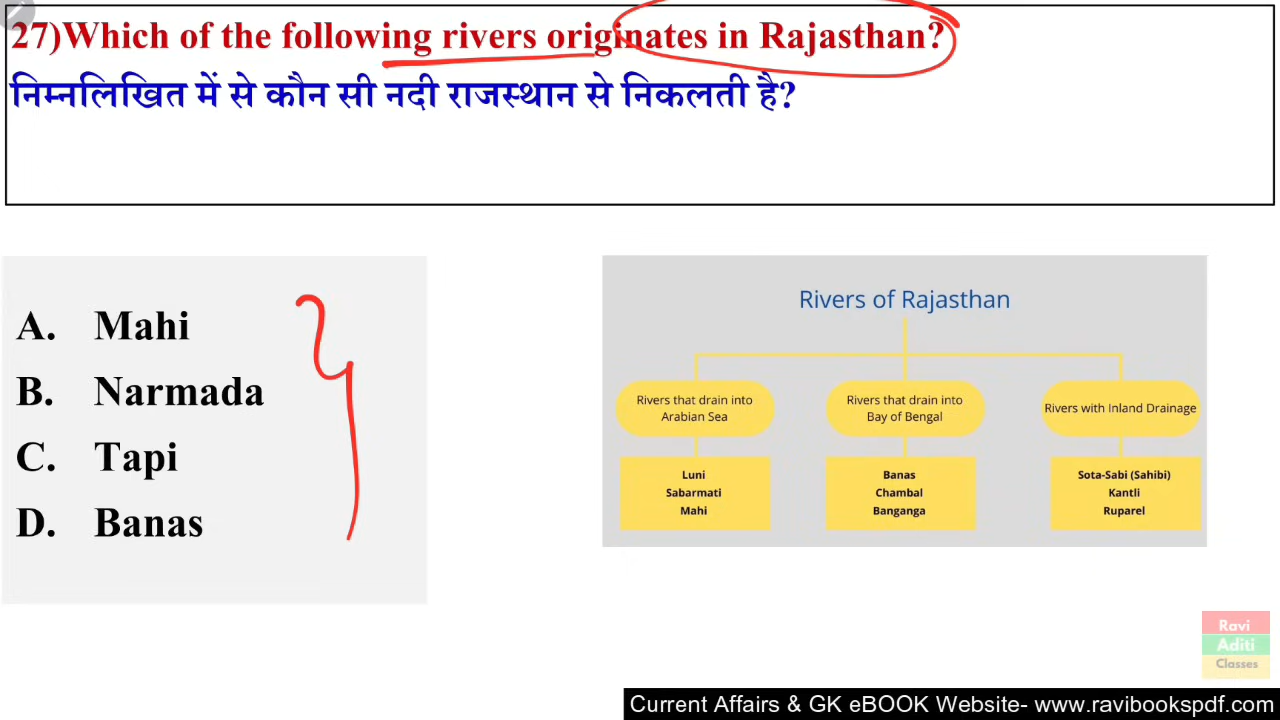 27)Which of the following rivers originates in Rajasthan?
निम्नलिखित में से कौन सी नदी राजस्थान से निकलती है?
A. Mahi
B. Narmada
C. Tapi
D. Banas
Rivers of Rajasthan
Rivers that drain into
Arabian Sea
Luni
Sabarmati
Mahi
Rivers that drain into
Bay of Bengal
Banas
Chambal
Banganga
Rivers with Inland Drainage
Sota-Sabi (Sahibi)
Kantli
Ruparel
Ravi
Aditi
Classes
Current Affairs & GK eBOOK Website- www.ravibookspdf.com